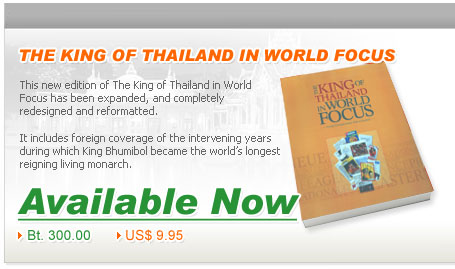 THE KING OF THAILAND IN WORLD FOCUS
This new edition of The King of Thailand in World
Focus has been expanded, and completely
redesigned and reformatted.
It includes foreign coverage of the intervening years
during which King Bhumibol became the world's longest
reigning living monarch.
Available Now
Bt. 300.00
US$ 9.95
THE KING OF
THAILAND
IN WORLD
FOCUS